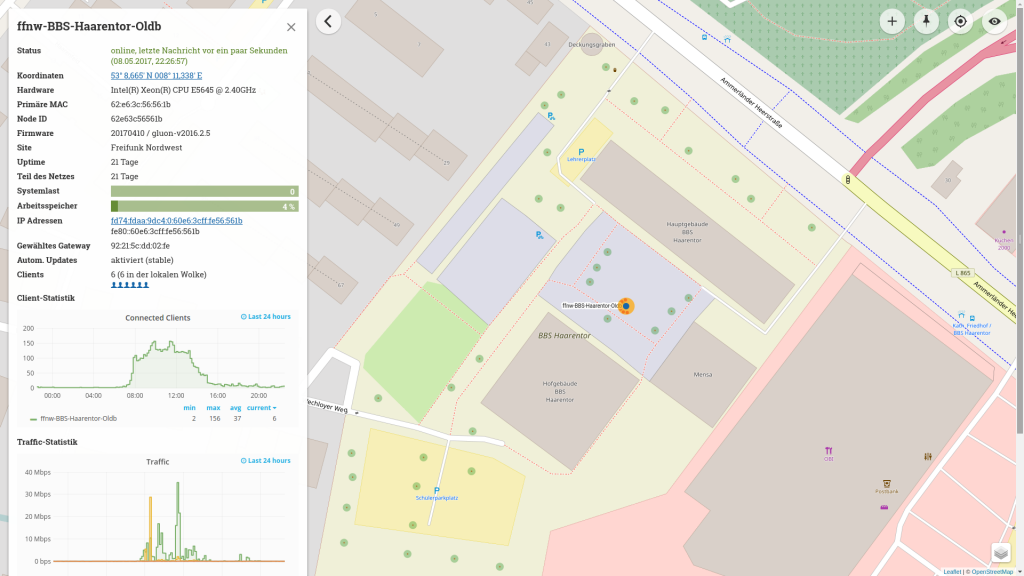 ffnw-BBS-Haarentor-Oldb
Status online, letzte Nachricht vor ein paar Sekunden
(08.05.2017, 22:26:57)
Koordinaten 53° 8,665' N 008° 11,338' E
Hardware Intel(R) Xeon(R) CPU E5645 @ 2.40GHz
Primäre MAC 62:e6:3c:56:56:1b
Node ID 62e63c56561b
Firmware 20170410 / gluon-v2016.2.5
Site Freifunk Nordwest
Uptime 21 Tage
Teil des Netzes 21 Tage
Systemlast 0
Arbeitsspeicher 4 %
IP Adressen fd74:fdaa:9dc4:0:60e6:3cff:fe56:561b
fe80:60e6:3cff:fe56:561b
Gewähltes Gateway 92:21:5c:dd:02:fe
Autom. Updates aktiviert (stable)
Clients 6 (6 in der lokalen Wolke)
Client-Statistik
Connected Clients
Last 24 hours
200
150
100
50
0
00:00 04:00 08:00 12:00 16:00 20:00
min max avg current
ffnw-BBS-Haarentor-Oldb 2 156 37 6
Traffic-Statistik
Traffic
Last 24 hours
40 Mbps
30 Mbps
20 Mbps
10 Mbps
0 bps
Deckungsgraben
Ammerländer Heerstraße
P
Lehrerplatz
Hauptgebäude
BBS
Haarentor
L 865
Ammerländer He
Kath. Friedhof /
BBS Haarentor
Kuchen
2000
ffnw-BBS-Haarentor-Oldb
BBS Haarentor
Mensa
Hofgebäude
BBS
Haarentor
echloyer Weg
P
Schülerparkplatz
OBI
Postbank
Leaflet | © OpenStreetMap